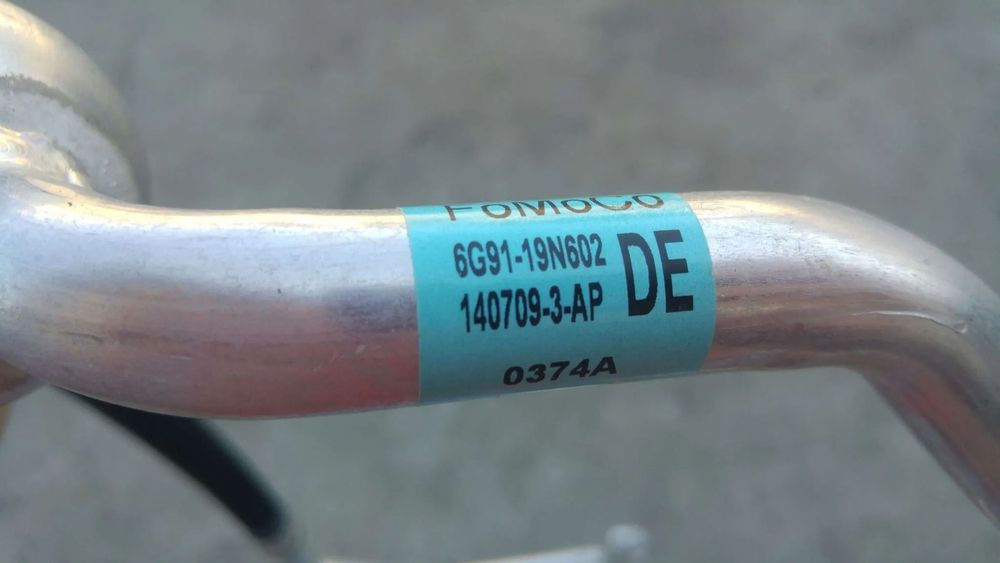 FoMoCo
6G91-19N602
140709-3-AP
DE
0374A